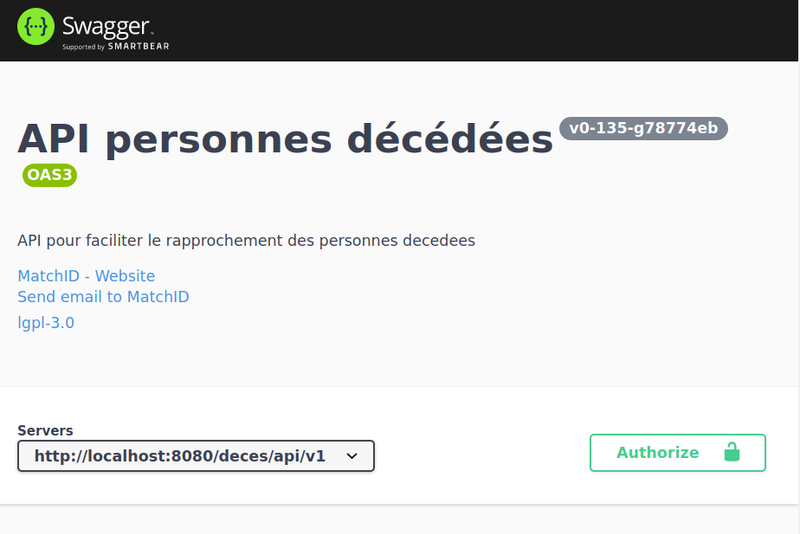 {···} Swagger
Supported by SMARTBEAR
API personnes décédées v0-135-g78774eb
OAS3
API pour faciliter le rapprochement des personnes decedees
MatchID - Website
Send email to MatchID
lgpl-3.0
Servers
http://localhost:8080/deces/api/v1
Authorize